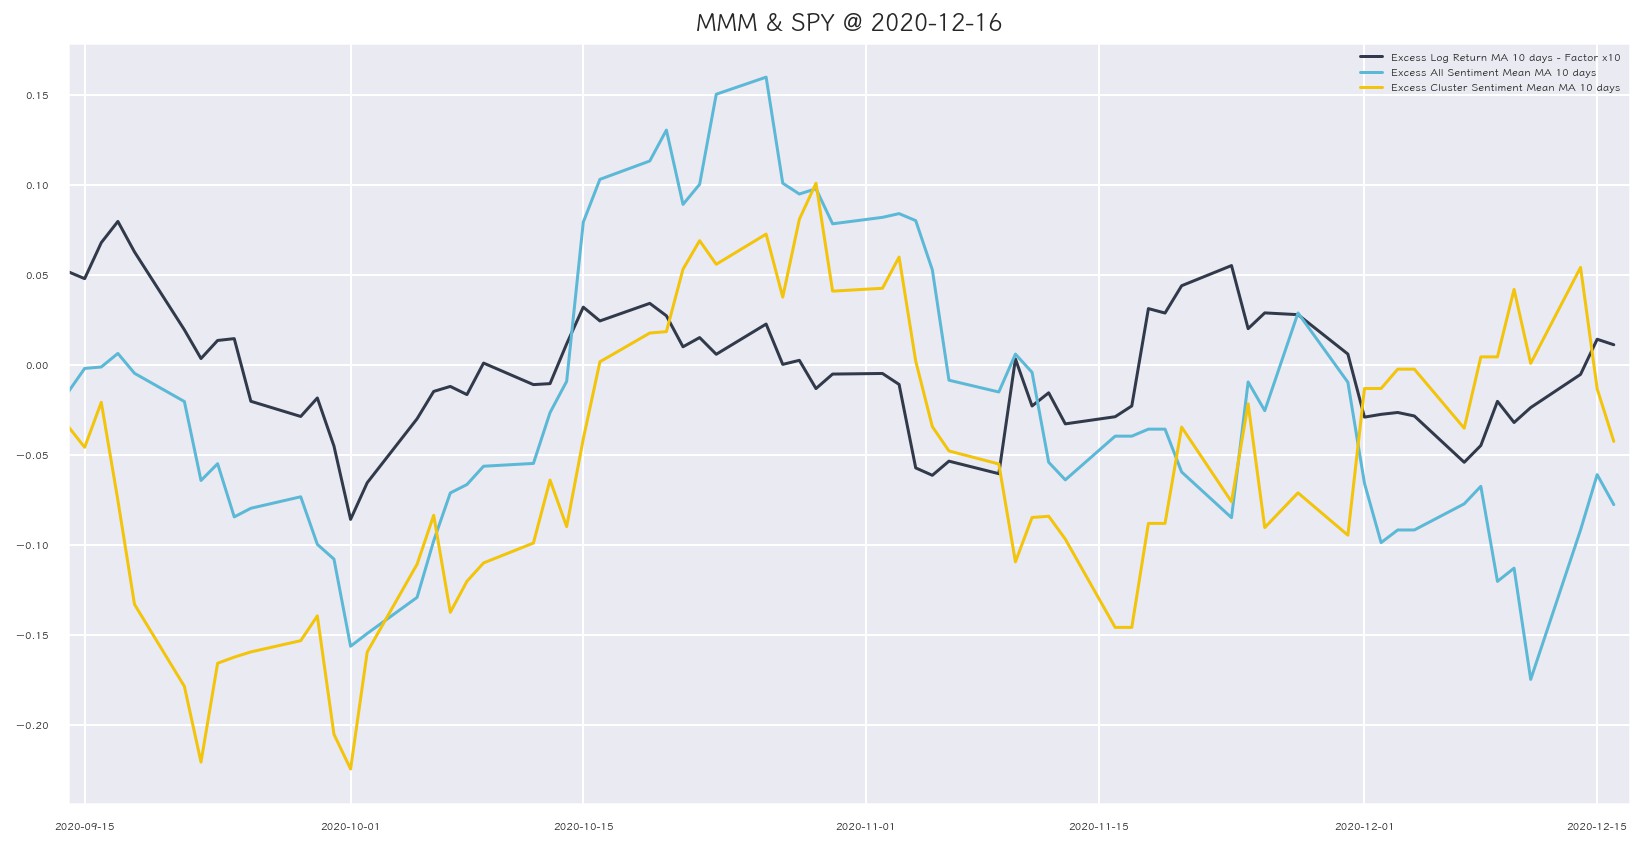 MMM & SPY @ 2020-12-16
Excess Log Return MA 10 days - Factor x10
Excess All Sentiment Mean MA 10 days
Excess Cluster Sentiment Mean MA 10 days
0.15
0.10
0.05
0.00
−0.05
−0.10
−0.15
−0.20
2020-09-15 2020-10-01 2020-10-15 2020-11-01 2020-11-15 2020-12-01 2020-12-15